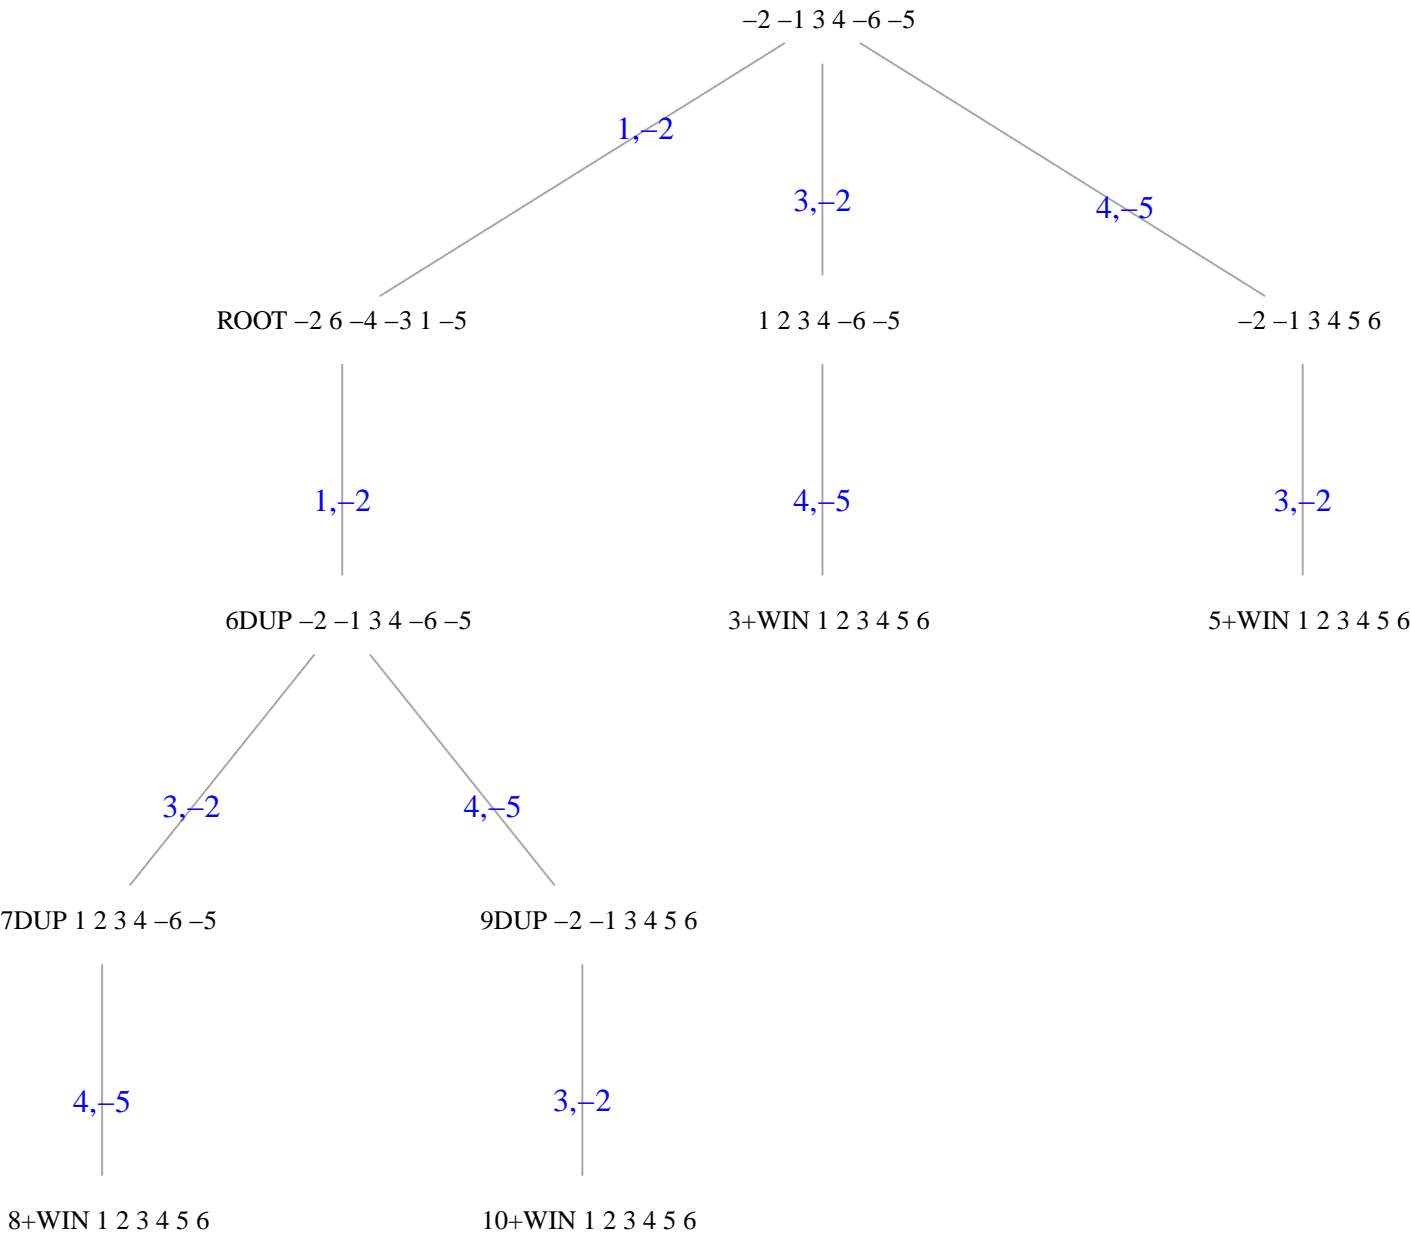 –2 –1 3 4 –6 –5
1,–2
3,–2
4,–5
ROOT –2 6 –4 –3 1 –5
1 2 3 4 –6 –5
–2 –1 3 4 5 6
1,–2
4,–5
3,–2
6DUP –2 –1 3 4 –6 –5
3+WIN 1 2 3 4 5 6
5+WIN 1 2 3 4 5 6
3,–2
4,–5
7DUP 1 2 3 4 –6 –5
9DUP –2 –1 3 4 5 6
4,–5
3,–2
8+WIN 1 2 3 4 5 6
10+WIN 1 2 3 4 5 6